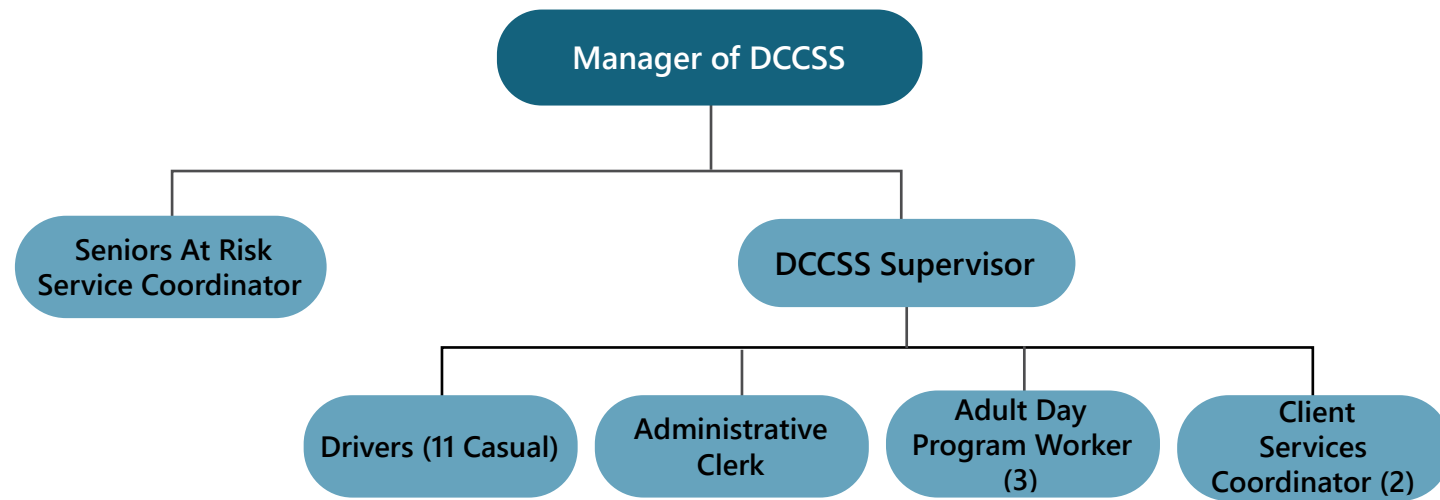 Manager of DCCSS
Seniors At Risk
Service Coordinator
DCCSS Supervisor
Drivers (11 Casual)
Administrative
Clerk
Adult Day
Program Worker
(3)
Client
Services
Coordinator (2)